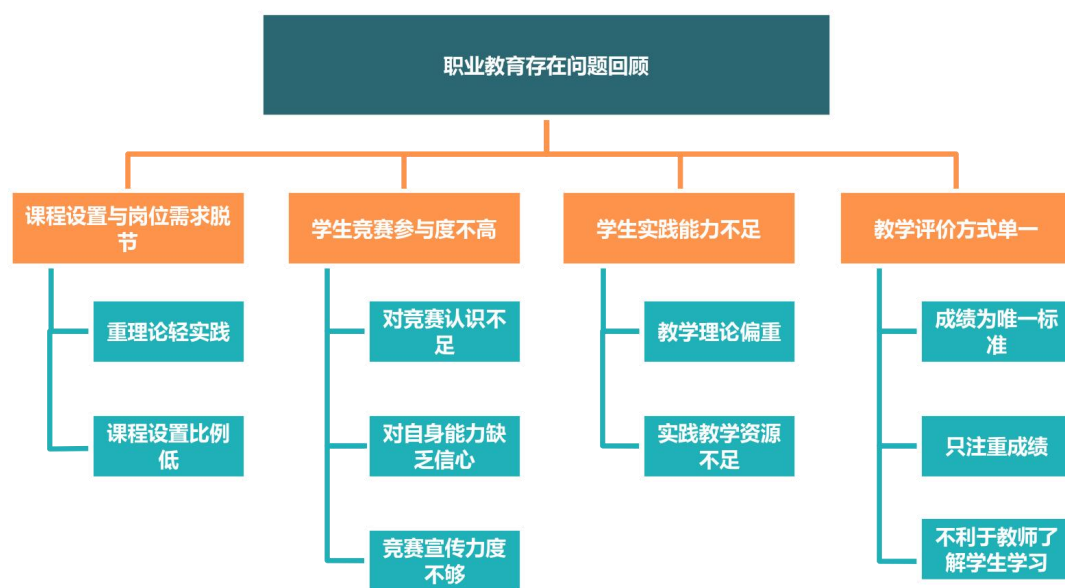 职业教育存在问题回顾
课程设置与岗位需求脱
节
学生竞赛参与度不高
学生实践能力不足
教学评价方式单一
重理论轻实践
课程设置比例
低
对竞赛认识不
足
对自身能力缺
乏信心
竞赛宣传力度
不够
教学理论偏重
实践教学资源
不足
成绩为唯一标
准
只注重成绩
不利于教师了
解学生学习